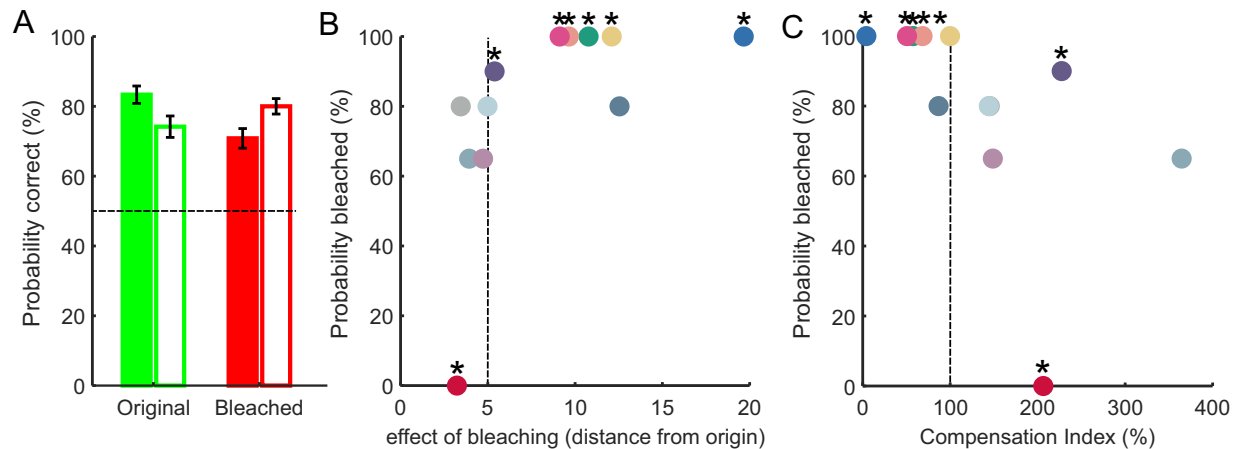 A
Probability correct (%)
100
80
60
40
20
0
Original Bleached
B
Probability bleached (%)
100
80
60
40
20
0
* * * * *
*
*
0 5 10 15 20
effect of bleaching (distance from origin)
C
Probability bleached (%)
100
80
60
40
20
0
* * * * *
*
*
0 100 200 300 400
Compensation Index (%)